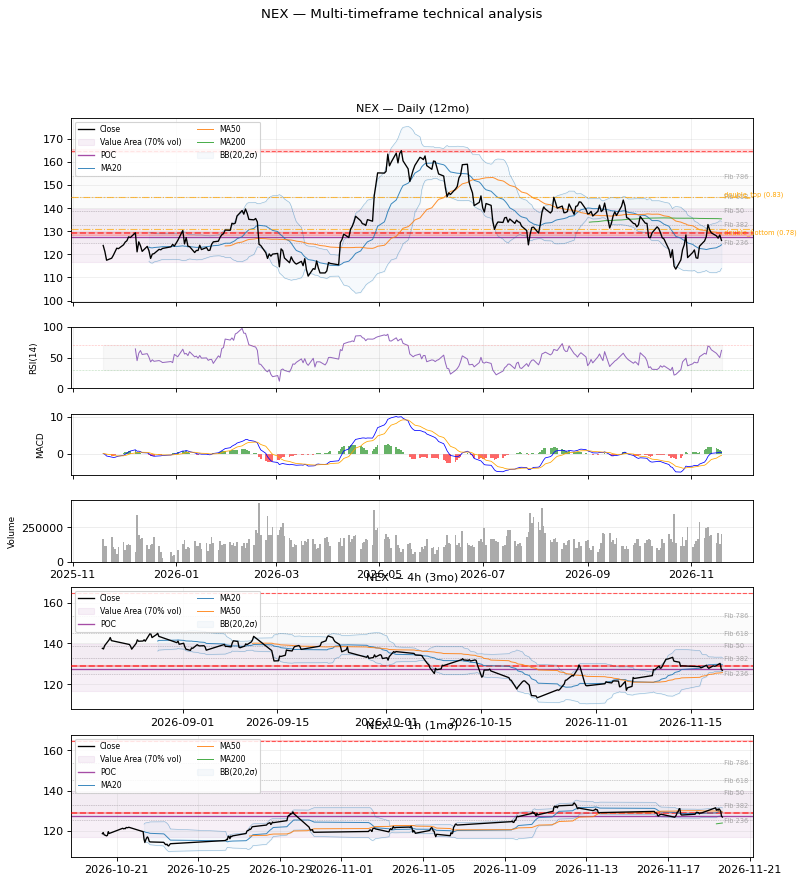 NEX — Multi-timeframe technical analysis
NEX — Daily (12mo)
Close
Value Area (70% vol)
POC
MA20
MA50
MA200
BB(20,2σ)
170
160
150
140
130
120
110
100
Fib 786
double_top (0.83)
Fib 50
Fib 382
bottom (0.78)
Fib 236
RSI(14)
100
50
0
MACD
10
0
Volume
250000
0
2025-11
2026-01
2026-03
2026-05
2026-07
2026-09
2026-11
NEX — 4h (3mo)
Close
Value Area (70% vol)
POC
MA20
MA50
BB(20,2σ)
160
140
120
Fib 786
Fib 618
Fib 50
Fib 382
Fib 236
2026-09-01
2026-09-15
2026-10-01
2026-10-15
2026-11-01
2026-11-15
NEX — 1h (1mo)
Close
Value Area (70% vol)
POC
MA20
MA50
MA200
BB(20,2σ)
160
140
120
Fib 786
Fib 618
Fib 50
Fib 382
Fib 236
2026-10-21
2026-10-25
2026-10-29
2026-11-01
2026-11-05
2026-11-09
2026-11-13
2026-11-17
2026-11-21